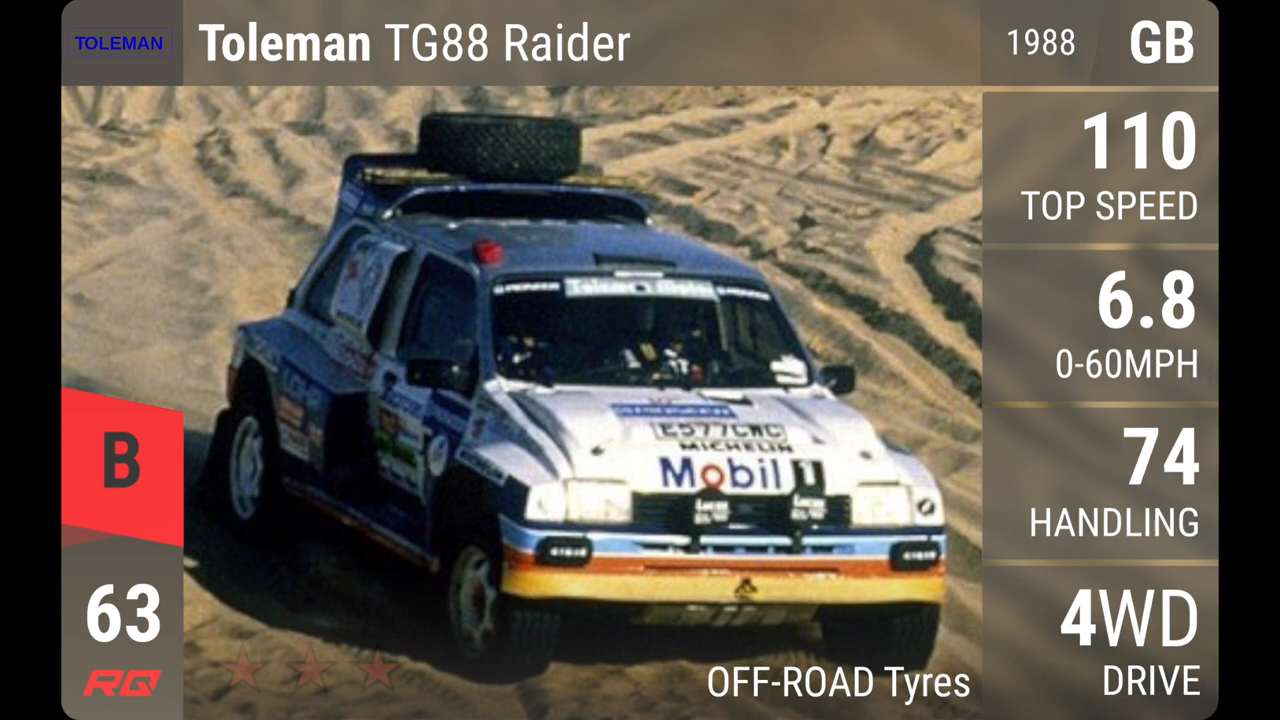 TOLEMAN
Toleman TG88 Raider
1988
GB
110
TOP SPEED
6.8
0-60MPH
74
HANDLING
4WD
DRIVE
B
63
RQ
E577CWC
MICHELIN
Mobil 1
OFF-ROAD Tyres